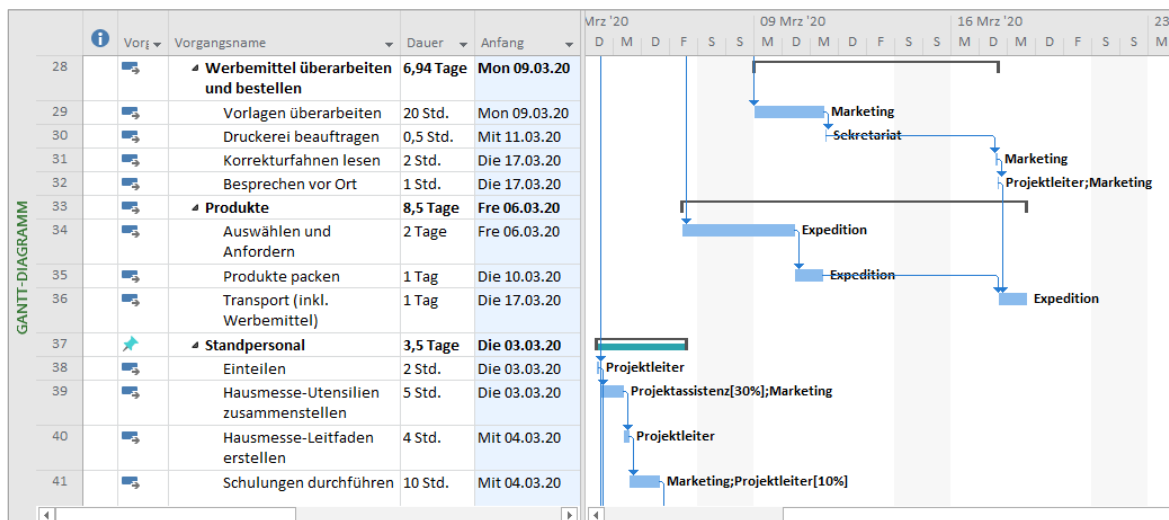 Mrz '20 09 Mrz '20 16 Mrz '20 23
Vorg Vorgangsname Dauer Anfang D M D F S S M D M D F S S M D M D F S S M
28 Werbemittel überarbeiten 6,94 Tage Mon 09.03.20
und bestellen
29 Vorlagen überarbeiten 20 Std. Mon 09.03.20 Marketing
30 Druckerei beauftragen 0,5 Std. Mit 11.03.20 Sekretariat
31 Korrekturfahnen lesen 2 Std. Die 17.03.20 Marketing
32 Besprechen vor Ort 1 Std. Die 17.03.20 Projektleiter;Marketing
33 Produkte 8,5 Tage Fre 06.03.20
34 Auswählen und 2 Tage Fre 06.03.20 Expedition
Anfordern
35 Produkte packen 1 Tag Die 10.03.20 Expedition
36 Transport (inkl. 1 Tag Die 17.03.20 Expedition
Werbemittel)
37 Standpersonal 3,5 Tage Die 03.03.20
38 Einteilen 2 Std. Die 03.03.20 Projektleiter
39 Hausmesse-Utensilien 5 Std. Die 03.03.20 Projektassistenz[30%];Marketing
zusammenstellen
40 Hausmesse-Leitfaden 4 Std. Mit 04.03.20 Projektleiter
erstellen
41 Schulungen durchführen 10 Std. Mit 04.03.20 Marketing;Projektleiter[10%]
GANTT-DIAGRAMM